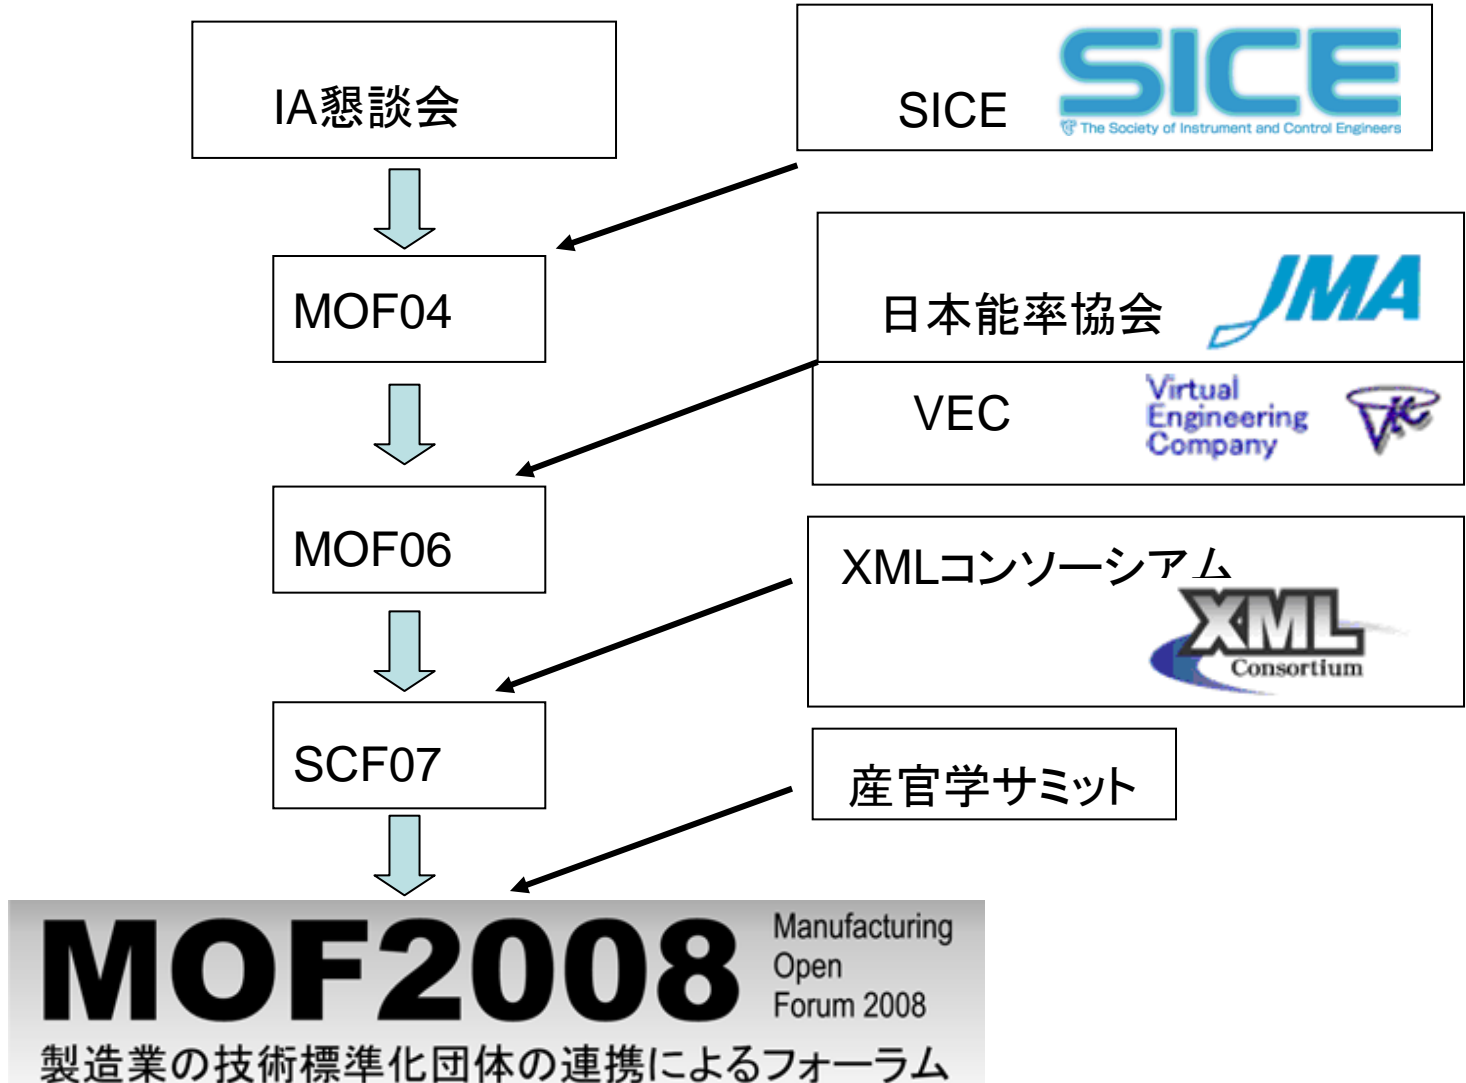 IA懇談会
SICE
SICE
The Society of Instrument and Control Engineers
MOF04
日本能率協会
JMA
VEC
Virtual
Engineering
Company
VEC
MOF06
XMLコンソーシアム
XML
Consortium
SCF07
産官学サミット
MOF2008
Manufacturing
Open
Forum 2008
製造業の技術標準化団体の連携によるフォーラム